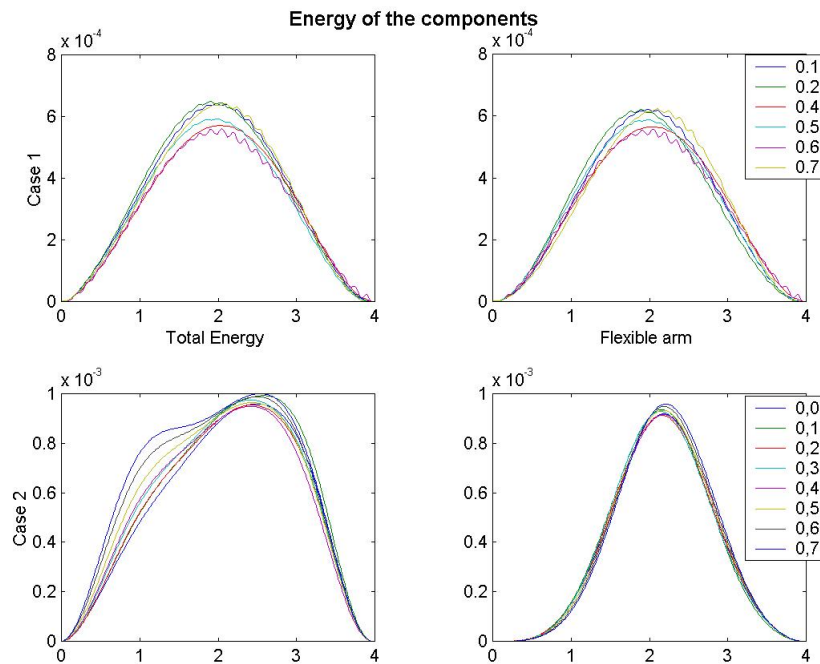 Energy of the components
x 10-4
8
6
4
2
0
0 1 2 3 4
Case 1
Total Energy
x 10-4
8
6
4
2
0
0 1 2 3 4
Flexible arm
0.1
0.2
0.4
0.5
0.6
0.7
x 10-3
1
0.8
0.6
0.4
0.2
0
0 1 2 3 4
Case 2
x 10-3
1
0.8
0.6
0.4
0.2
0
0 1 2 3 4
0,0
0,1
0,2
0,3
0,4
0,5
0,6
0,7